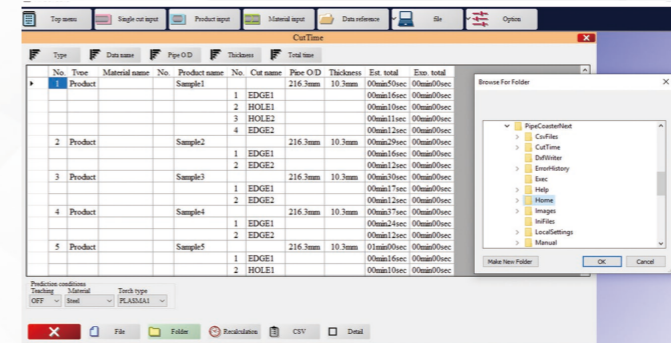 Top menu Single cut input Product input Material input Data reference file Option
CutTime
Type Data name Pipe O/D Thickness Total time
No. Type Material name No. Product name No. Cut name Pipe O/D Thickness Est. total Exp. total
1 Product Sample1 216.3mm 10.3mm 00min50sec 00min00sec
1 EDGE1 00min16sec 00min00sec
2 HOLE1 00min10sec 00min00sec
3 HOLE2 00min11sec 00min00sec
4 EDGE2 00min12sec 00min00sec
2 Product Sample2 216.3mm 10.3mm 00min29sec 00min00sec
1 EDGE1 00min16sec 00min00sec
2 EDGE2 00min12sec 00min00sec
3 Product Sample3 216.3mm 10.3mm 00min30sec 00min00sec
1 EDGE1 00min17sec 00min00sec
2 EDGE2 00min12sec 00min00sec
4 Product Sample4 216.3mm 10.3mm 00min37sec 00min00sec
1 EDGE1 00min24sec 00min00sec
2 EDGE2 00min12sec 00min00sec
5 Product Sample5 216.3mm 10.3mm 01min00sec 00min00sec
1 EDGE1 00min16sec 00min00sec
2 HOLE1 00min10sec 00min00sec
Prediction conditions
Teaching Material Torch type
OFF Steel PLASMA1
File Folder Recalculation CSV Detail
Browse For Folder
PipeCoasterNext
CsvFiles
CutTime
DxfWriter
ErrorHistory
Exec
Help
Home
Images
IniFiles
LocalSettings
Manual
Make New Folder OK Cancel